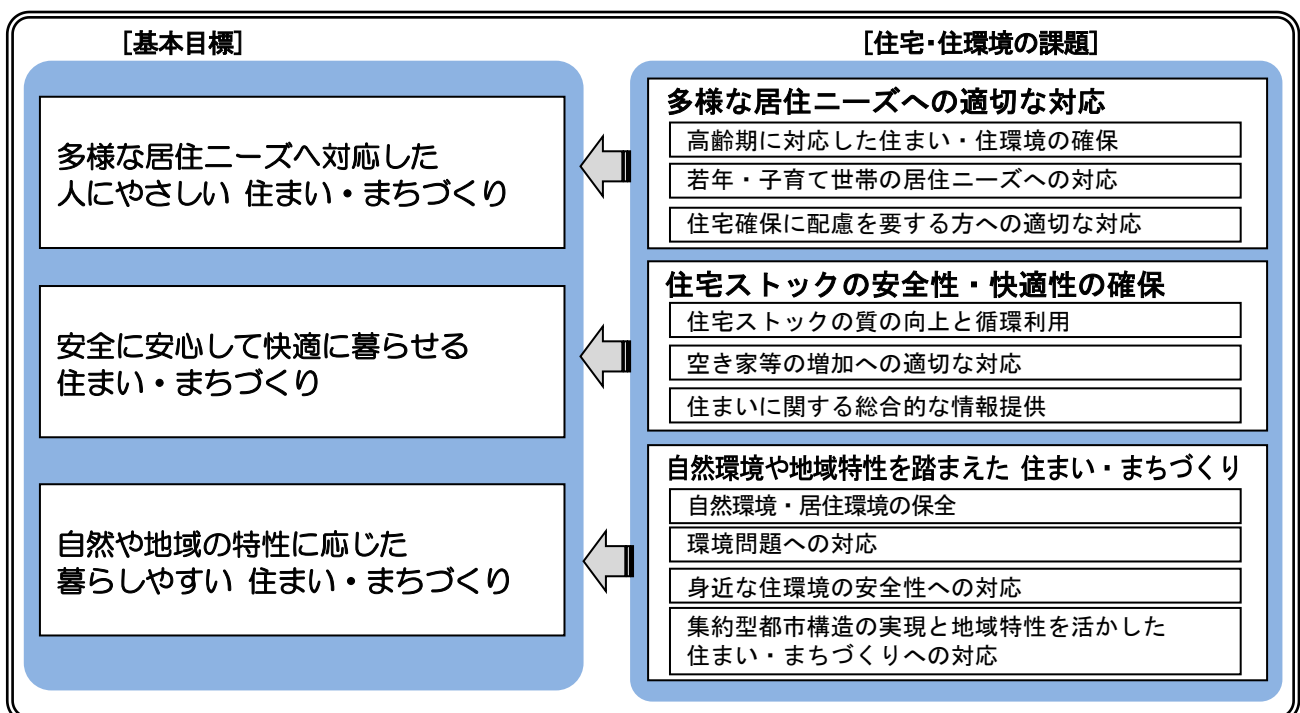 [基本目標]
多様な居住ニーズへ対応した
人にやさしい 住まい・まちづくり
安全に安心して快適に暮らせる
住まい・まちづくり
自然や地域の特性に応じた
暮らしやすい 住まい・まちづくり
[住宅・住環境の課題]
多様な居住ニーズへの適切な対応
高齢期に対応した住まい・住環境の確保
若年・子育て世帯の居住ニーズへの対応
住宅確保に配慮を要する方への適切な対応
住宅ストックの安全性・快適性の確保
住宅ストックの質の向上と循環利用
空き家等の増加への適切な対応
住まいに関する総合的な情報提供
自然環境や地域特性を踏まえた 住まい・まちづくり
自然環境・居住環境の保全
環境問題への対応
身近な住環境の安全性への対応
集約型都市構造の実現と地域特性を活かした
住まい・まちづくりへの対応